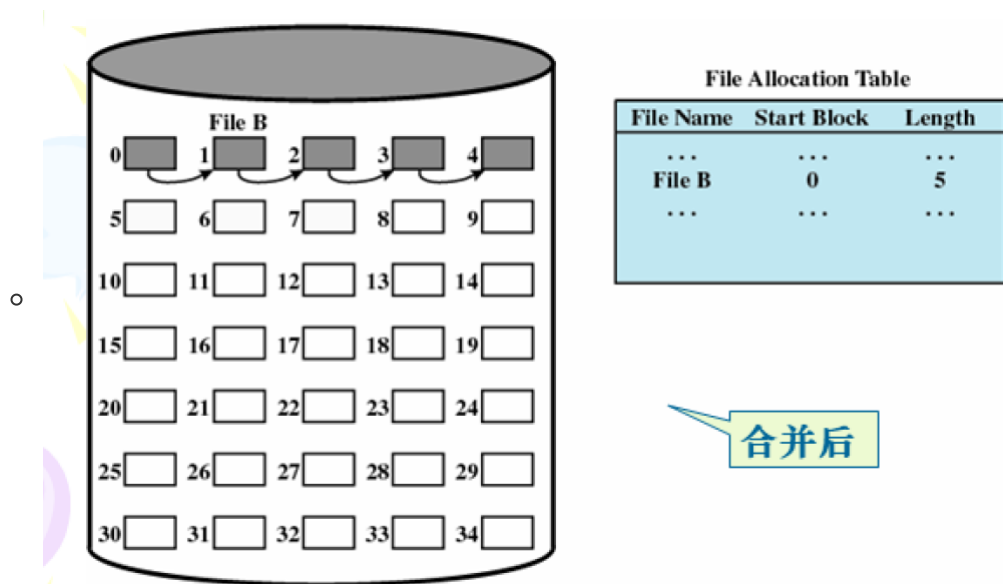 File Allocation Table
File Name Start Block Length
... ... ...
File B 0 5
... ... ...
File B
0 1 2 3 4
5 6 7 8 9
10 11 12 13 14
15 16 17 18 19
20 21 22 23 24
25 26 27 28 29
30 31 32 33 34
合并后